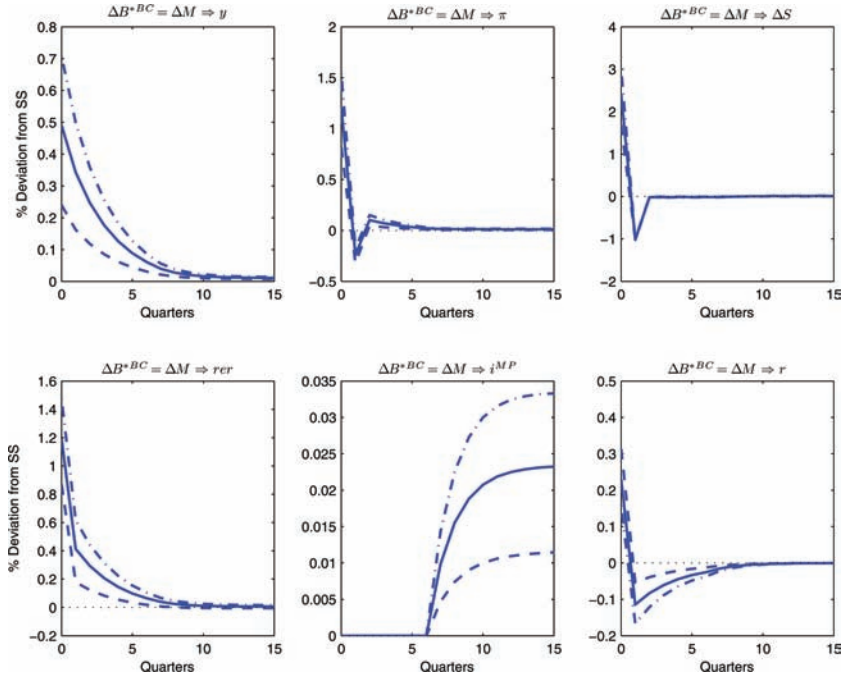 ΔB*ᴮᶜ = ΔM ⇒ y
ΔB*ᴮᶜ = ΔM ⇒ π
ΔB*ᴮᶜ = ΔM ⇒ ΔS
% Deviation from SS
0.8
0.7
0.6
0.5
0.4
0.3
0.2
0.1
0
0 5 10 15
Quarters
2
1.5
1
0.5
0
−0.5
0 5 10 15
Quarters
4
3
2
1
0
−1
−2
0 5 10 15
Quarters
ΔB*ᴮᶜ = ΔM ⇒ rer
ΔB*ᴮᶜ = ΔM ⇒ iᴹᴾ
ΔB*ᴮᶜ = ΔM ⇒ r
% Deviation from SS
1.6
1.4
1.2
1
0.8
0.6
0.4
0.2
0
−0.2
0 5 10 15
Quarters
0.035
0.03
0.025
0.02
0.015
0.01
0.005
0
0 5 10 15
Quarters
0.5
0.4
0.3
0.2
0.1
0
−0.1
−0.2
0 5 10 15
Quarters